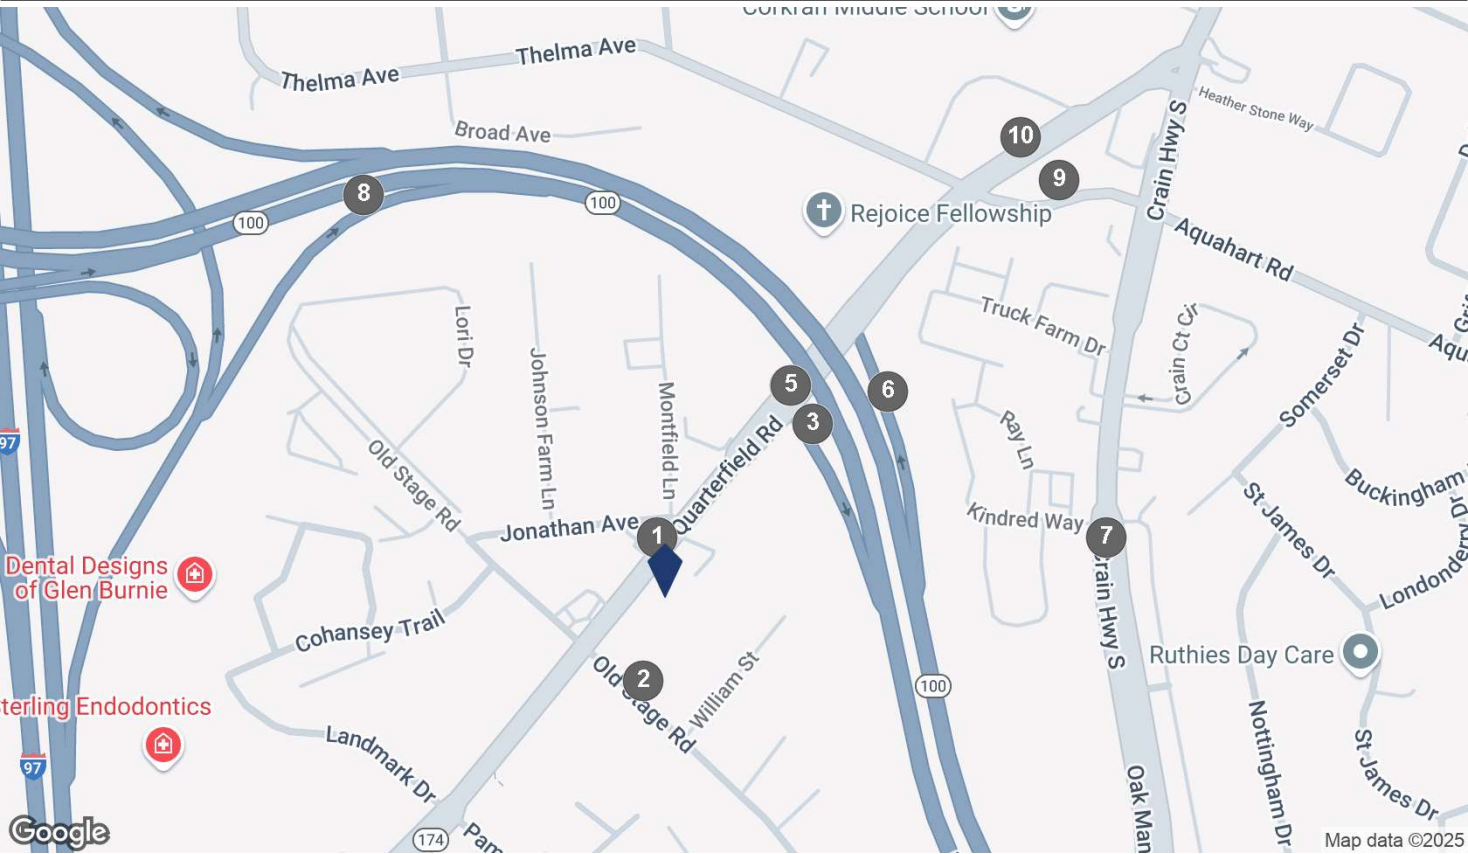 Corkran Middle School
Thelma Ave
Thelma Ave
Heather Stone Way
Broad Ave
10
Crain Hwy S
9
8
100
100
Rejoice Fellowship
Aquahart Rd
Lori Dr
Truck Farm Dr
Crain Ct Cir
Somerset Dr
Johnson Farm Ln
Montfield Ln
5
6
3
97
Old Stage Rd
Quarterfield Rd
Ray Ln
Buckingham
St James Dr
Londonderry Dr
Jonathan Ave
1
Kindred Way
7
Crain Hwy S
Dental Designs
of Glen Burnie
Cohansey Trail
Ruthies Day Care
2
Old Stage Rd
William St
100
Sterling Endodontics
Landmark Dr
Nottingham Dr
St James Dr
97
174
Google
Map data ©2025